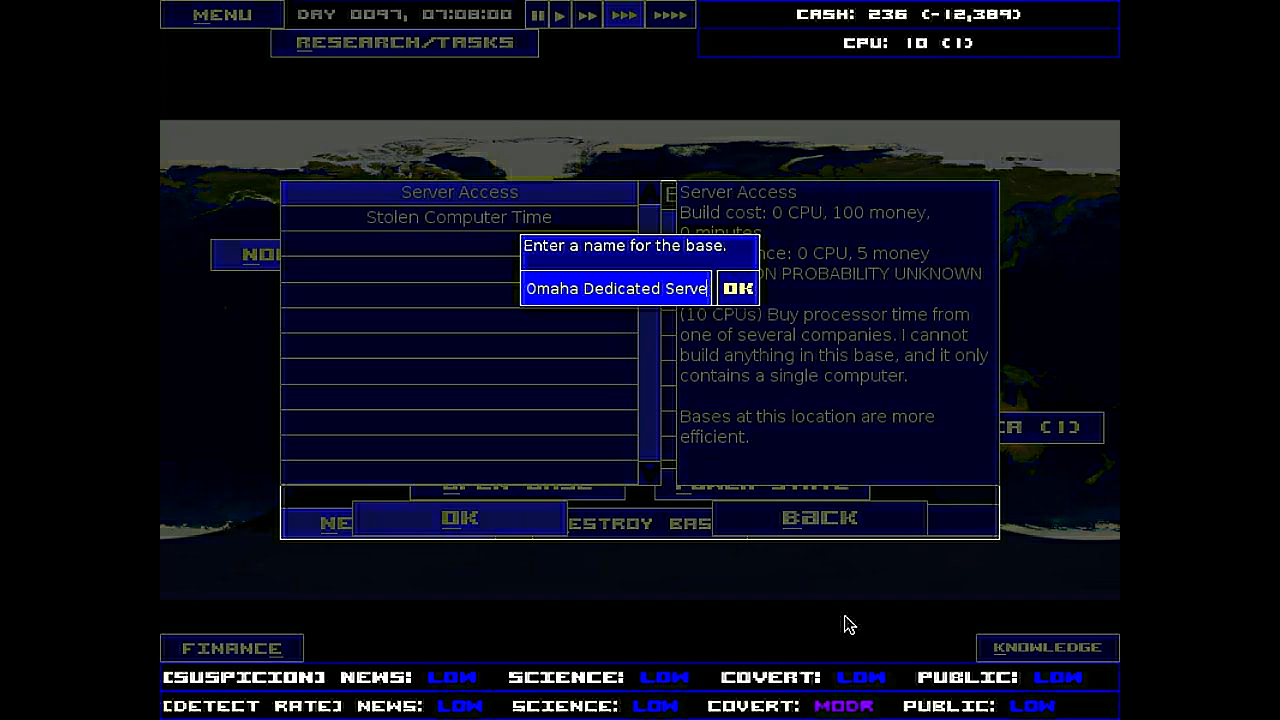 MENU
DAY 0097, 07:08:00
CASH: 236 (-12,389)
RESEARCH/TASKS
CPU: 10 (1)
Server Access
Stolen Computer Time
Server Access
Build cost: 0 CPU, 100 money,
0 minutes
nce: 0 CPU, 5 money
ON PROBABILITY UNKNOWN
Enter a name for the base.
Omaha Dedicated Serve
OK
(10 CPUs) Buy processor time from
one of several companies. I cannot
build anything in this base, and it only
contains a single computer.
Bases at this location are more
efficient.
OK
BACK
ESTROY BAS
FINANCE
KNOWLEDGE
[SUSPICION] NEWS: LOW SCIENCE: LOW COVERT: LOW PUBLIC: LOW
[DETECT RATE] NEWS: LOW SCIENCE: LOW COVERT: MODR PUBLIC: LOW